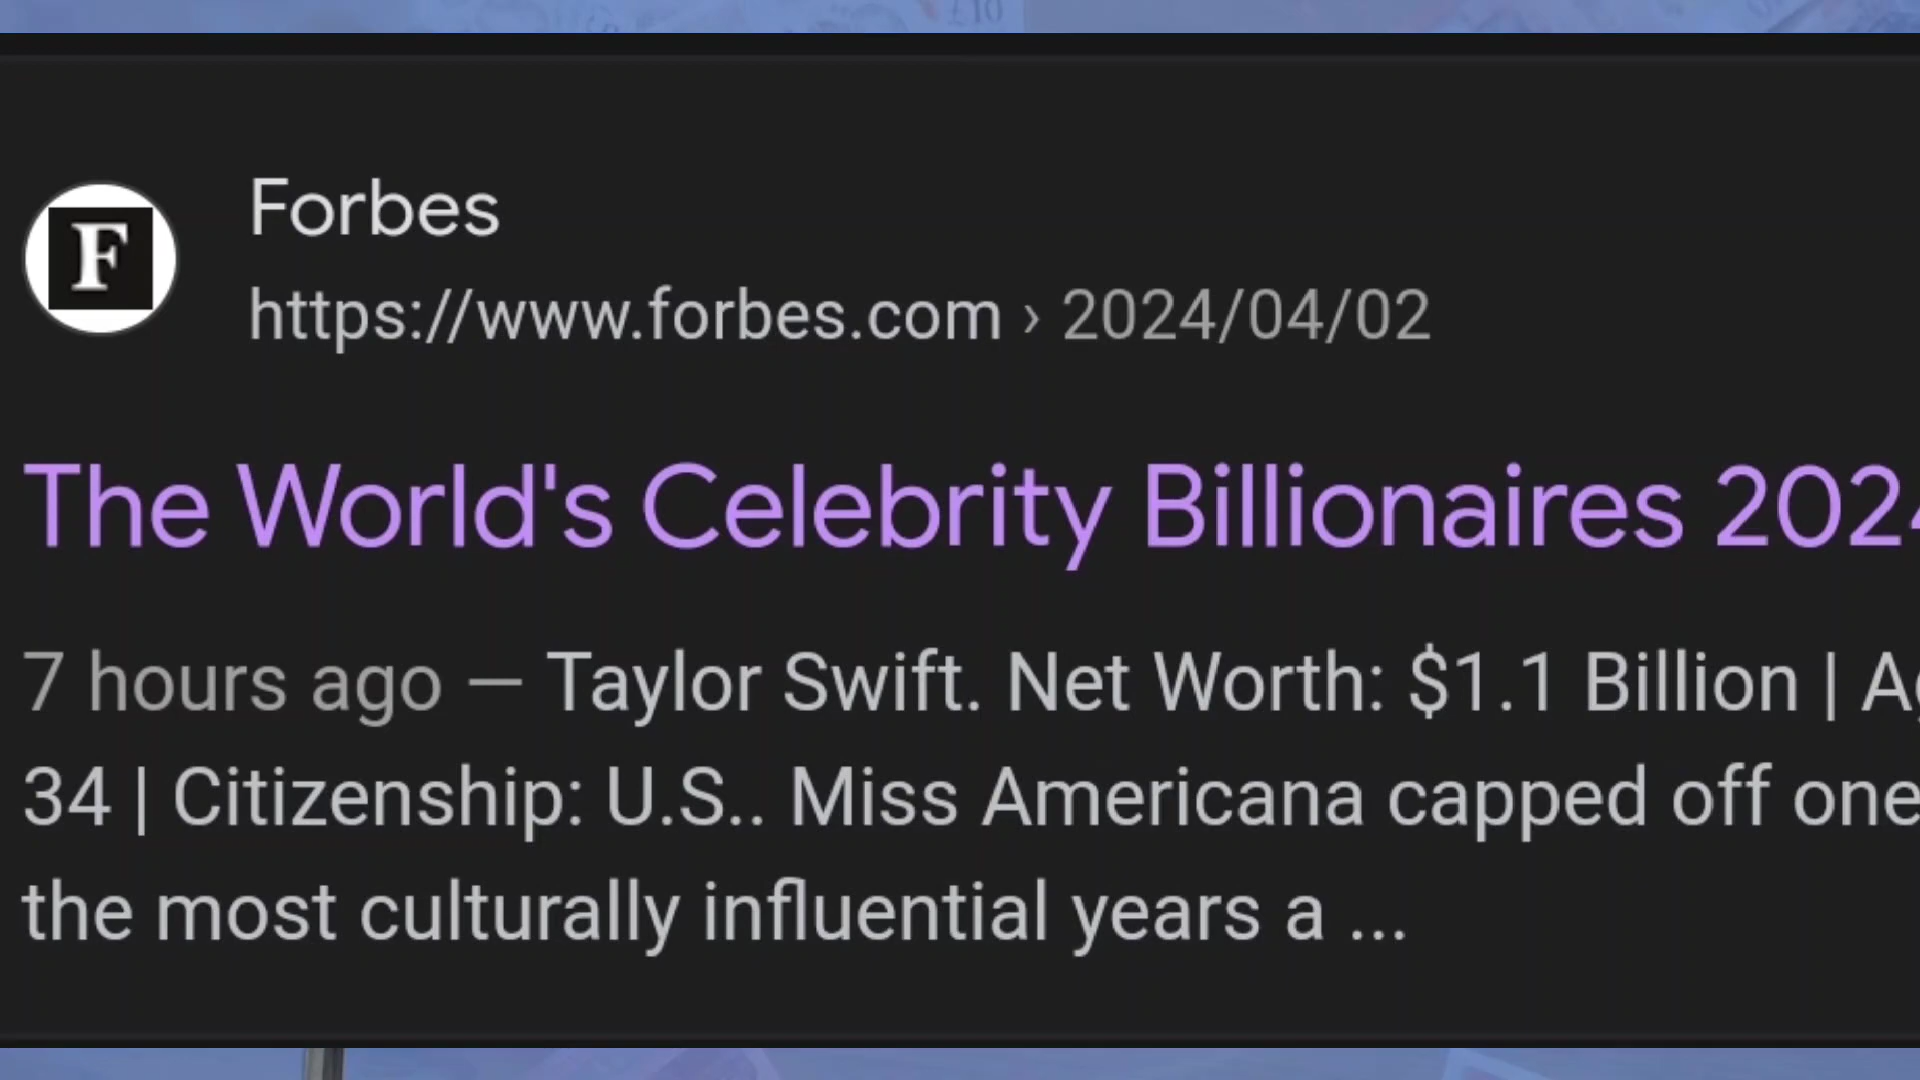 £10
F
Forbes
https://www.forbes.com › 2024/04/02
The World's Celebrity Billionaires 202
7 hours ago — Taylor Swift. Net Worth: $1.1 Billion |
34 | Citizenship: U.S.. Miss Americana capped off one
the most culturally influential years a ...